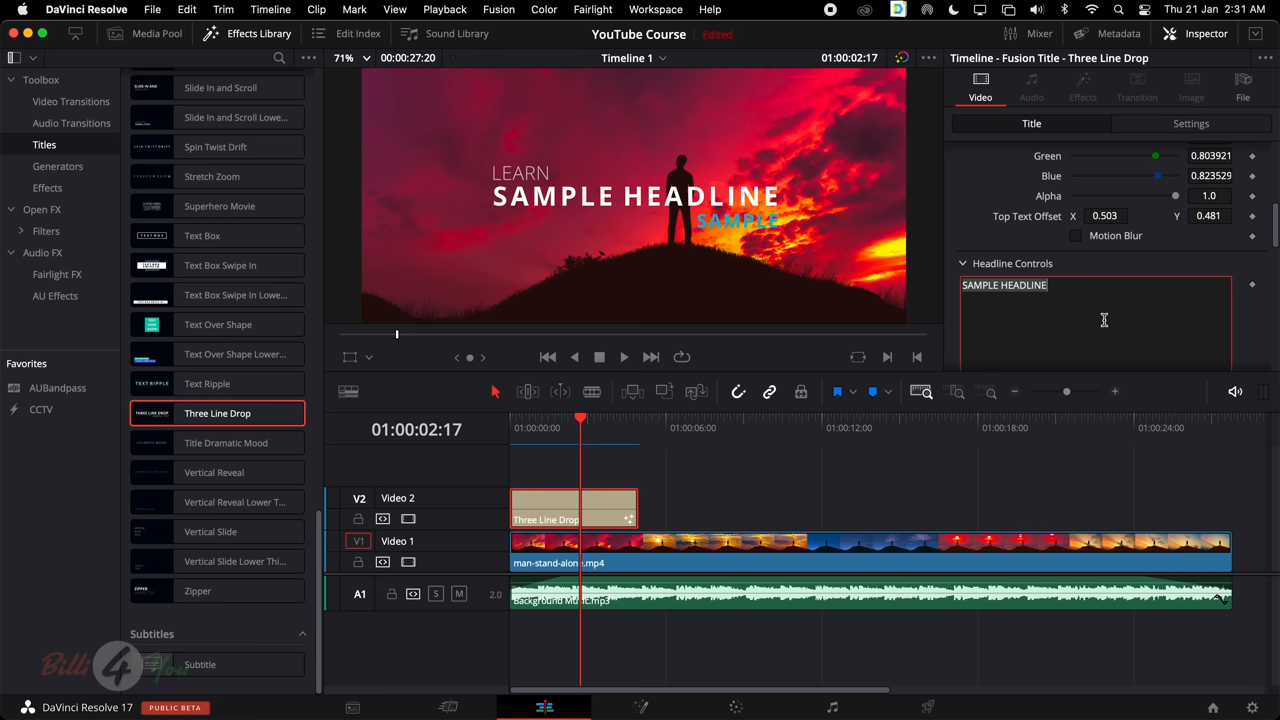 DaVinci Resolve File Edit Trim Timeline Clip Mark View Playback Fusion Color Fairlight Workspace Help Thu 21 Jan 2:31 AM
Media Pool Effects Library Edit Index Sound Library YouTube Course Edited Mixer Metadata Inspector
71% 00:00:27:20 Timeline 1 01:00:02:17 Timeline - Fusion Title - Three Line Drop
Video Audio Effects Transition Image File
Title Settings
Toolbox
Video Transitions
Audio Transitions
Titles
Generators
Effects
Open FX
Filters
Audio FX
Fairlight FX
AU Effects
Favorites
AUBandpass
CCTV
Slide In and Scroll
Slide In and Scroll Lowe...
Spin Twist Drift
Stretch Zoom
Superhero Movie
Text Box
Text Box Swipe In
Text Box Swipe In Lowe...
Text Over Shape
Text Over Shape Lower...
Text Ripple
Three Line Drop
Title Dramatic Mood
Vertical Reveal
Vertical Reveal Lower T...
Vertical Slide
Vertical Slide Lower Thi...
Zipper
Subtitles
Subtitle
LEARN
SAMPLE HEADLINE
SAMPLE
Green 0.803921
Blue 0.823529
Alpha 1.0
Top Text Offset X 0.503 Y 0.481
Motion Blur
Headline Controls
SAMPLE HEADLINE
01:00:02:17
01:00:00:00 01:00:06:00 01:00:12:00 01:00:18:00 01:00:24:00
V2 Video 2
Three Line Drop
V1 Video 1
man-stand-alone.mp4
A1 S M 2.0
Background Music.mp3
Billi 4 You
DaVinci Resolve 17 PUBLIC BETA